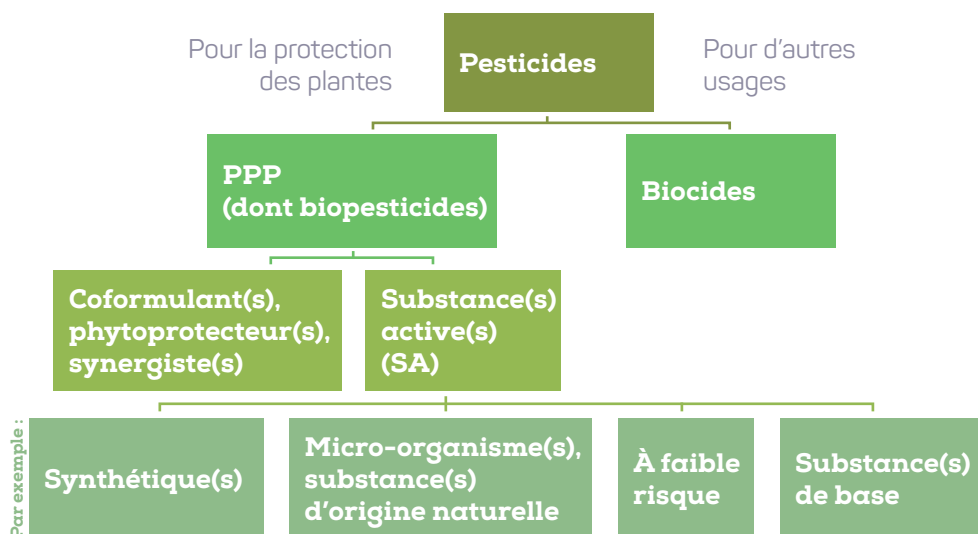 Pour la protection
des plantes
Pesticides
Pour d'autres
usages
PPP
(dont biopesticides)
Biocides
Coformulant(s),
phytoprotecteur(s),
synergiste(s)
Substance(s)
active(s)
(SA)
Par exemple :
Synthétique(s)
Micro-organisme(s),
substance(s)
d'origine naturelle
À faible
risque
Substance(s)
de base